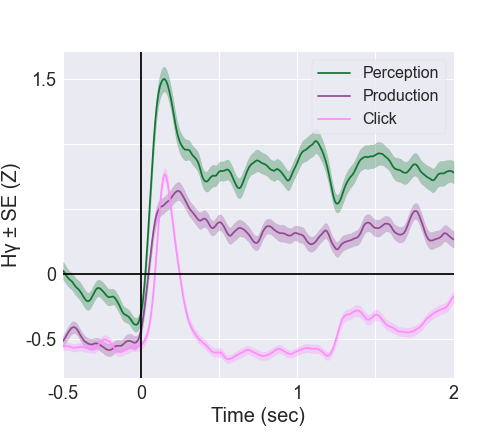 Perception
Production
Click
1.5
0
-0.5
Hγ ± SE (Z)
-0.5
0
1
2
Time (sec)